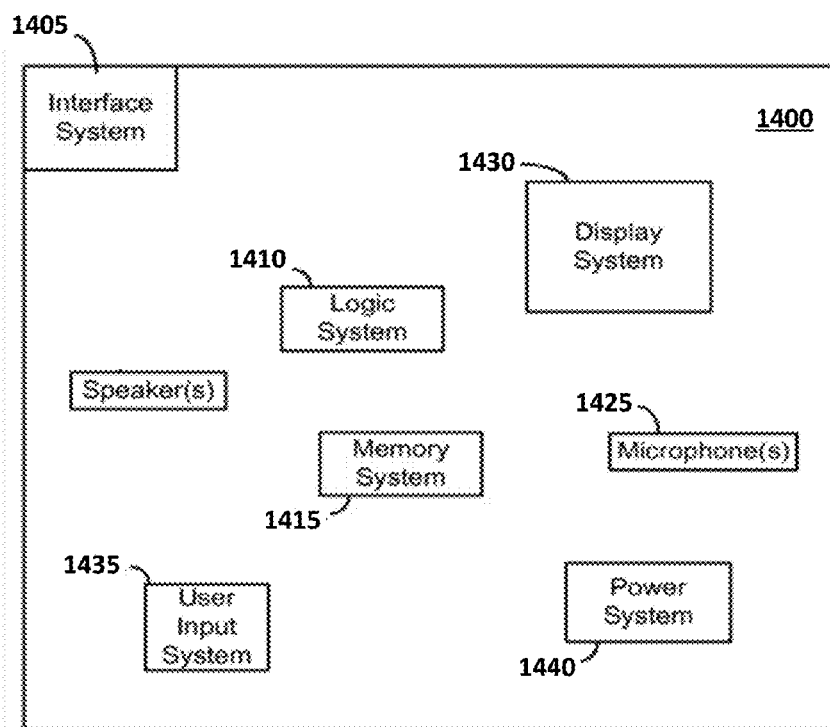 1405
Interface
System
1400
1430
Display
System
1410
Logic
System
Speaker(s)
1425
Microphone(s)
Memory
System
1415
1435
User
Input
System
Power
System
1440